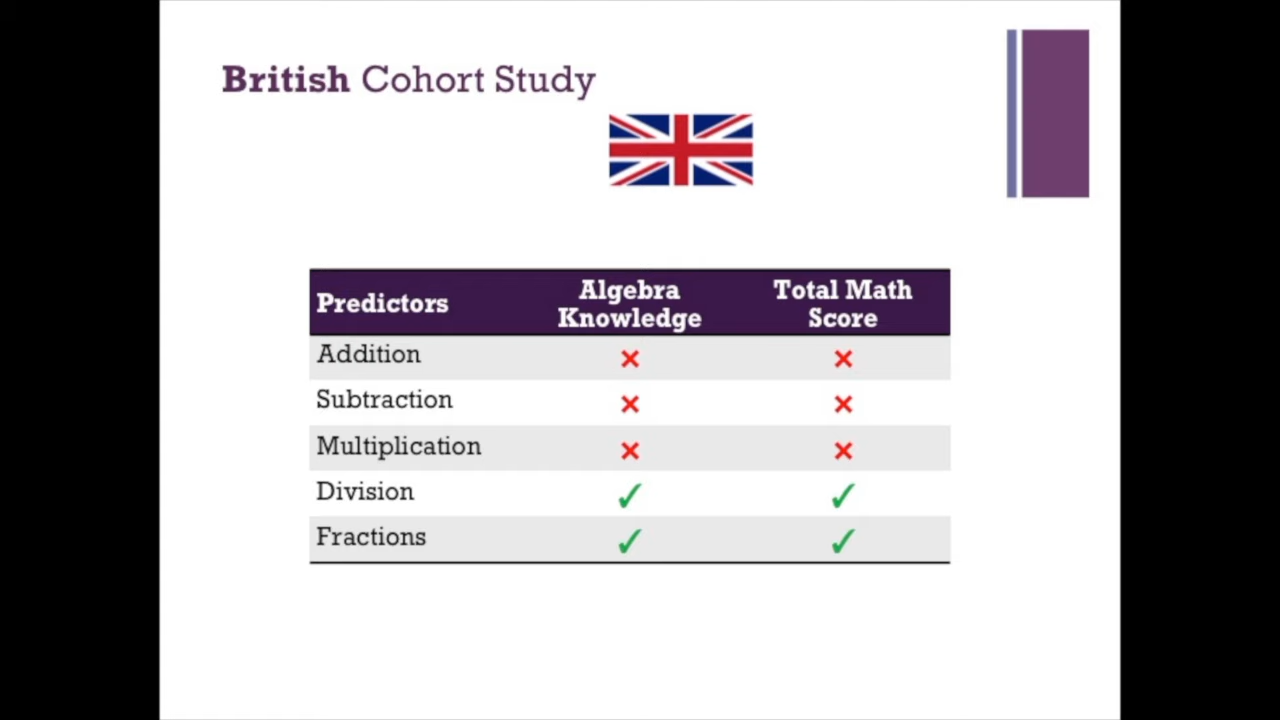 British Cohort Study
Predictors Algebra Knowledge Total Math Score
Addition × ×
Subtraction × ×
Multiplication × ×
Division ✓ ✓
Fractions ✓ ✓